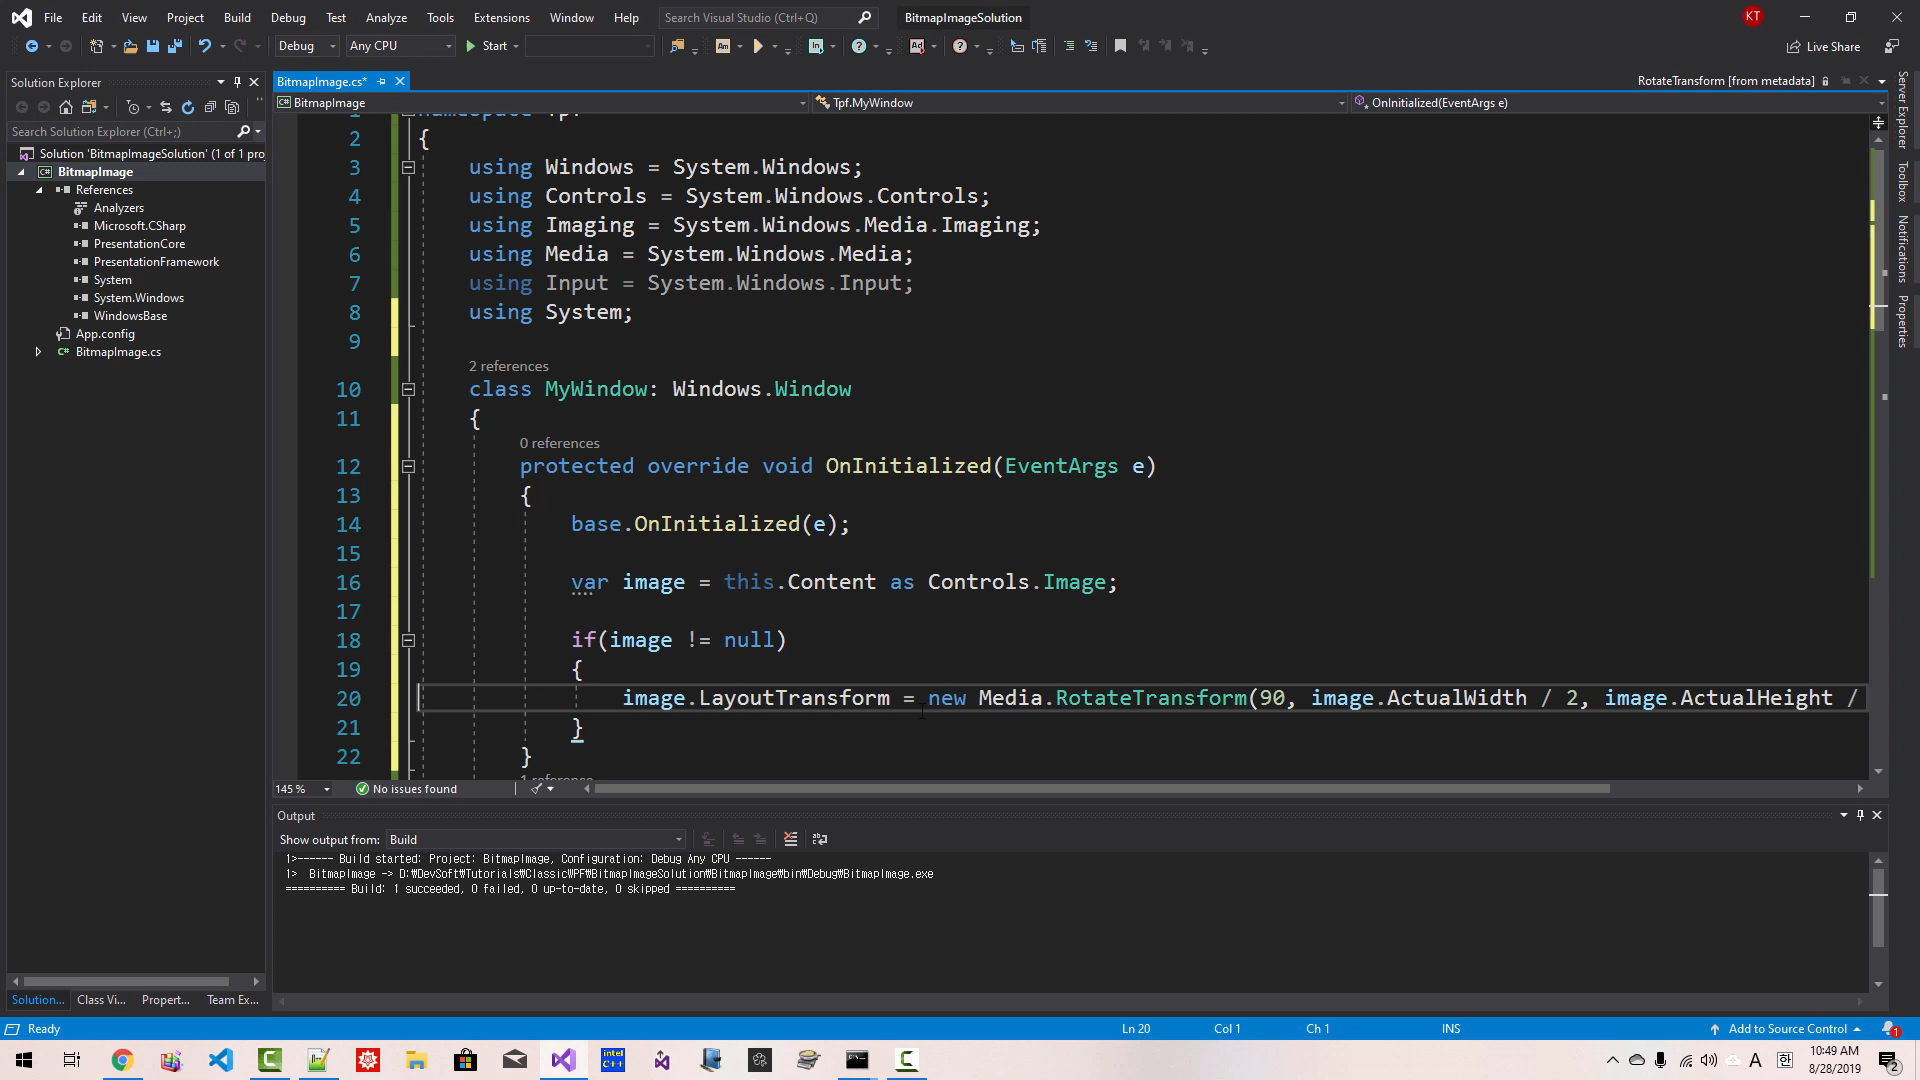 File Edit View Project Build Debug Test Analyze Tools Extensions Window Help Search Visual Studio (Ctrl+Q) BitmapImageSolution KT
Debug Any CPU Start Live Share
Solution Explorer
Search Solution Explorer (Ctrl+;)
Solution 'BitmapImageSolution' (1 of 1 proj
BitmapImage
References
Analyzers
Microsoft.CSharp
PresentationCore
PresentationFramework
System
System.Windows
WindowsBase
App.config
BitmapImage.cs
Solution... Class Vi... Propert... Team Ex...
BitmapImage.cs* RotateTransform [from metadata]
BitmapImage Tpf.MyWindow OnInitialized(EventArgs e)
2 {
3 using Windows = System.Windows;
4 using Controls = System.Windows.Controls;
5 using Imaging = System.Windows.Media.Imaging;
6 using Media = System.Windows.Media;
7 using Input = System.Windows.Input;
8 using System;
9
2 references
10 class MyWindow: Windows.Window
11 {
0 references
12 protected override void OnInitialized(EventArgs e)
13 {
14 base.OnInitialized(e);
15
16 var image = this.Content as Controls.Image;
17
18 if(image != null)
19 {
20 image.LayoutTransform = new Media.RotateTransform(90, image.ActualWidth / 2, image.ActualHeight /
21 }
22 }
1 reference
145 % No issues found
Output
Show output from: Build
1>------ Build started: Project: BitmapImage, Configuration: Debug Any CPU ------
1> BitmapImage -> D:₩DevSoft₩Tutorials₩ClassicWPF₩BitmapImageSolution₩BitmapImage₩bin₩Debug₩BitmapImage.exe
========== Build: 1 succeeded, 0 failed, 0 up-to-date, 0 skipped ==========
Server Explorer
Toolbox
Notifications
Properties
Ready Ln 20 Col 1 Ch 1 INS Add to Source Control 1
intel C++
A 한 10:49 AM
8/28/2019
2